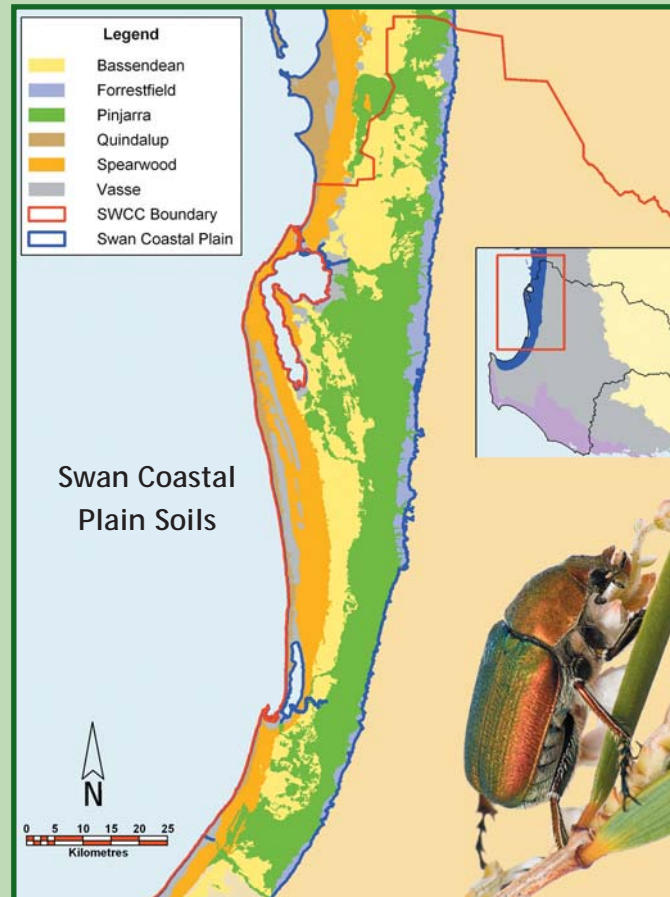 Legend
Bassendean
Forrestfield
Pinjarra
Quindalup
Spearwood
Vasse
SWCC Boundary
Swan Coastal Plain
Swan Coastal
Plain Soils
N
0 5 10 15 20 25
Kilometres